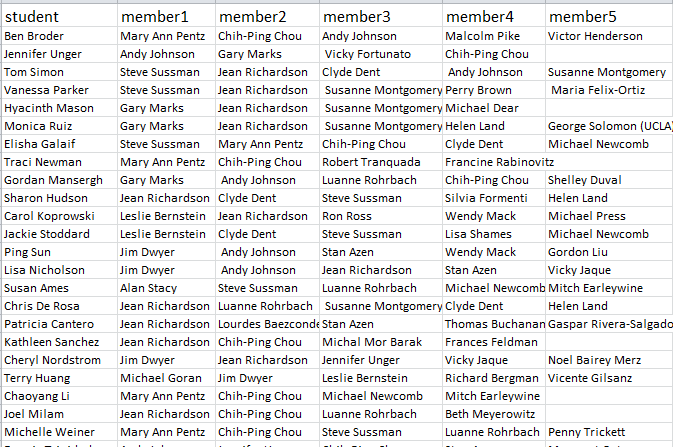 student member1 member2 member3 member4 member5
Ben Broder Mary Ann Pentz Chih-Ping Chou Andy Johnson Malcolm Pike Victor Henderson
Jennifer Unger Andy Johnson Gary Marks Vicky Fortunato Chih-Ping Chou
Tom Simon Steve Sussman Jean Richardson Clyde Dent Andy Johnson Susanne Montgomery
Vanessa Parker Steve Sussman Jean Richardson Susanne Montgomery Perry Brown Maria Felix-Ortiz
Hyacinth Mason Gary Marks Jean Richardson Susanne Montgomery Michael Dear
Monica Ruiz Gary Marks Jean Richardson Susanne Montgomery Helen Land George Solomon (UCLA)
Elisha Galaif Steve Sussman Mary Ann Pentz Chih-Ping Chou Clyde Dent Michael Newcomb
Traci Newman Mary Ann Pentz Chih-Ping Chou Robert Tranquada Francine Rabinovitz
Gordan Mansergh Gary Marks Andy Johnson Luanne Rohrbach Chih-Ping Chou Shelley Duval
Sharon Hudson Jean Richardson Clyde Dent Steve Sussman Silvia Formenti Helen Land
Carol Koprowski Leslie Bernstein Jean Richardson Ron Ross Wendy Mack Michael Press
Jackie Stoddard Leslie Bernstein Clyde Dent Steve Sussman Lisa Shames Michael Newcomb
Ping Sun Jim Dwyer Andy Johnson Stan Azen Wendy Mack Gordon Liu
Lisa Nicholson Jim Dwyer Andy Johnson Jean Richardson Stan Azen Vicky Jaque
Susan Ames Alan Stacy Steve Sussman Luanne Rohrbach Michael Newcomb Mitch Earleywine
Chris De Rosa Jean Richardson Luanne Rohrbach Susanne Montgomery Clyde Dent Helen Land
Patricia Cantero Jean Richardson Lourdes Baezconde Stan Azen Thomas Buchanan Gaspar Rivera-Salgado
Kathleen Sanchez Jean Richardson Chih-Ping Chou Michal Mor Barak Frances Feldman
Cheryl Nordstrom Jim Dwyer Jean Richardson Jennifer Unger Vicky Jaque Noel Bairey Merz
Terry Huang Michael Goran Jim Dwyer Leslie Bernstein Richard Bergman Vicente Gilsanz
Chaoyang Li Mary Ann Pentz Chih-Ping Chou Michael Newcomb Mitch Earleywine
Joel Milam Jean Richardson Chih-Ping Chou Luanne Rohrbach Beth Meyerowitz
Michelle Weiner Mary Ann Pentz Chih-Ping Chou Steve Sussman Luanne Rohrbach Penny Trickett